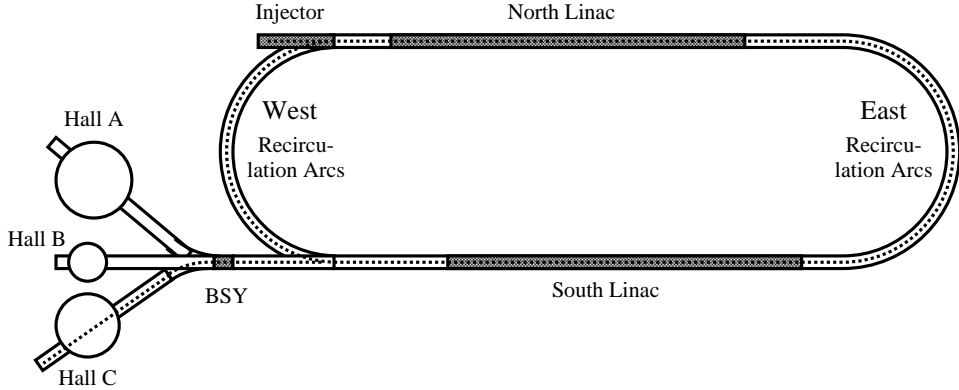 Injector
North Linac
West
Recircu-
lation Arcs
East
Recircu-
lation Arcs
Hall A
Hall B
BSY
South Linac
Hall C